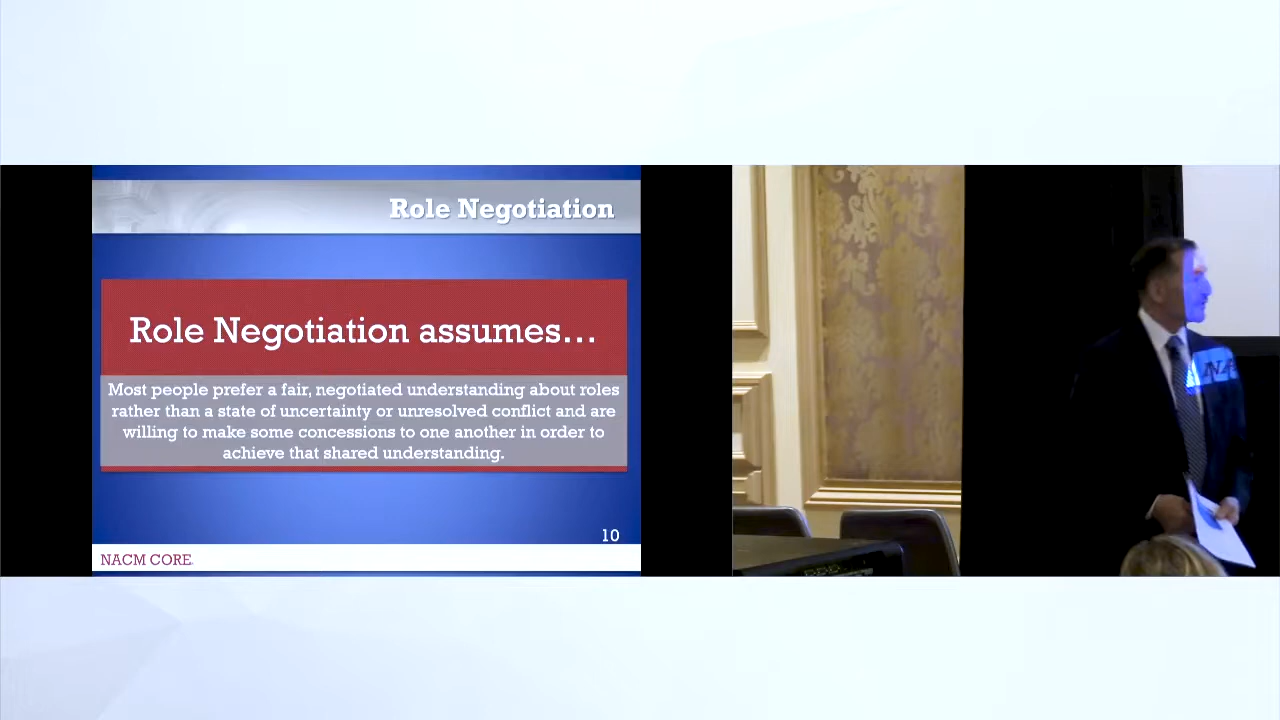 Role Negotiation
Role Negotiation assumes...
Most people prefer a fair, negotiated understanding about roles
rather than a state of uncertainty or unresolved conflict and are
willing to make some concessions to one another in order to
achieve that shared understanding.
10
NACM CORE